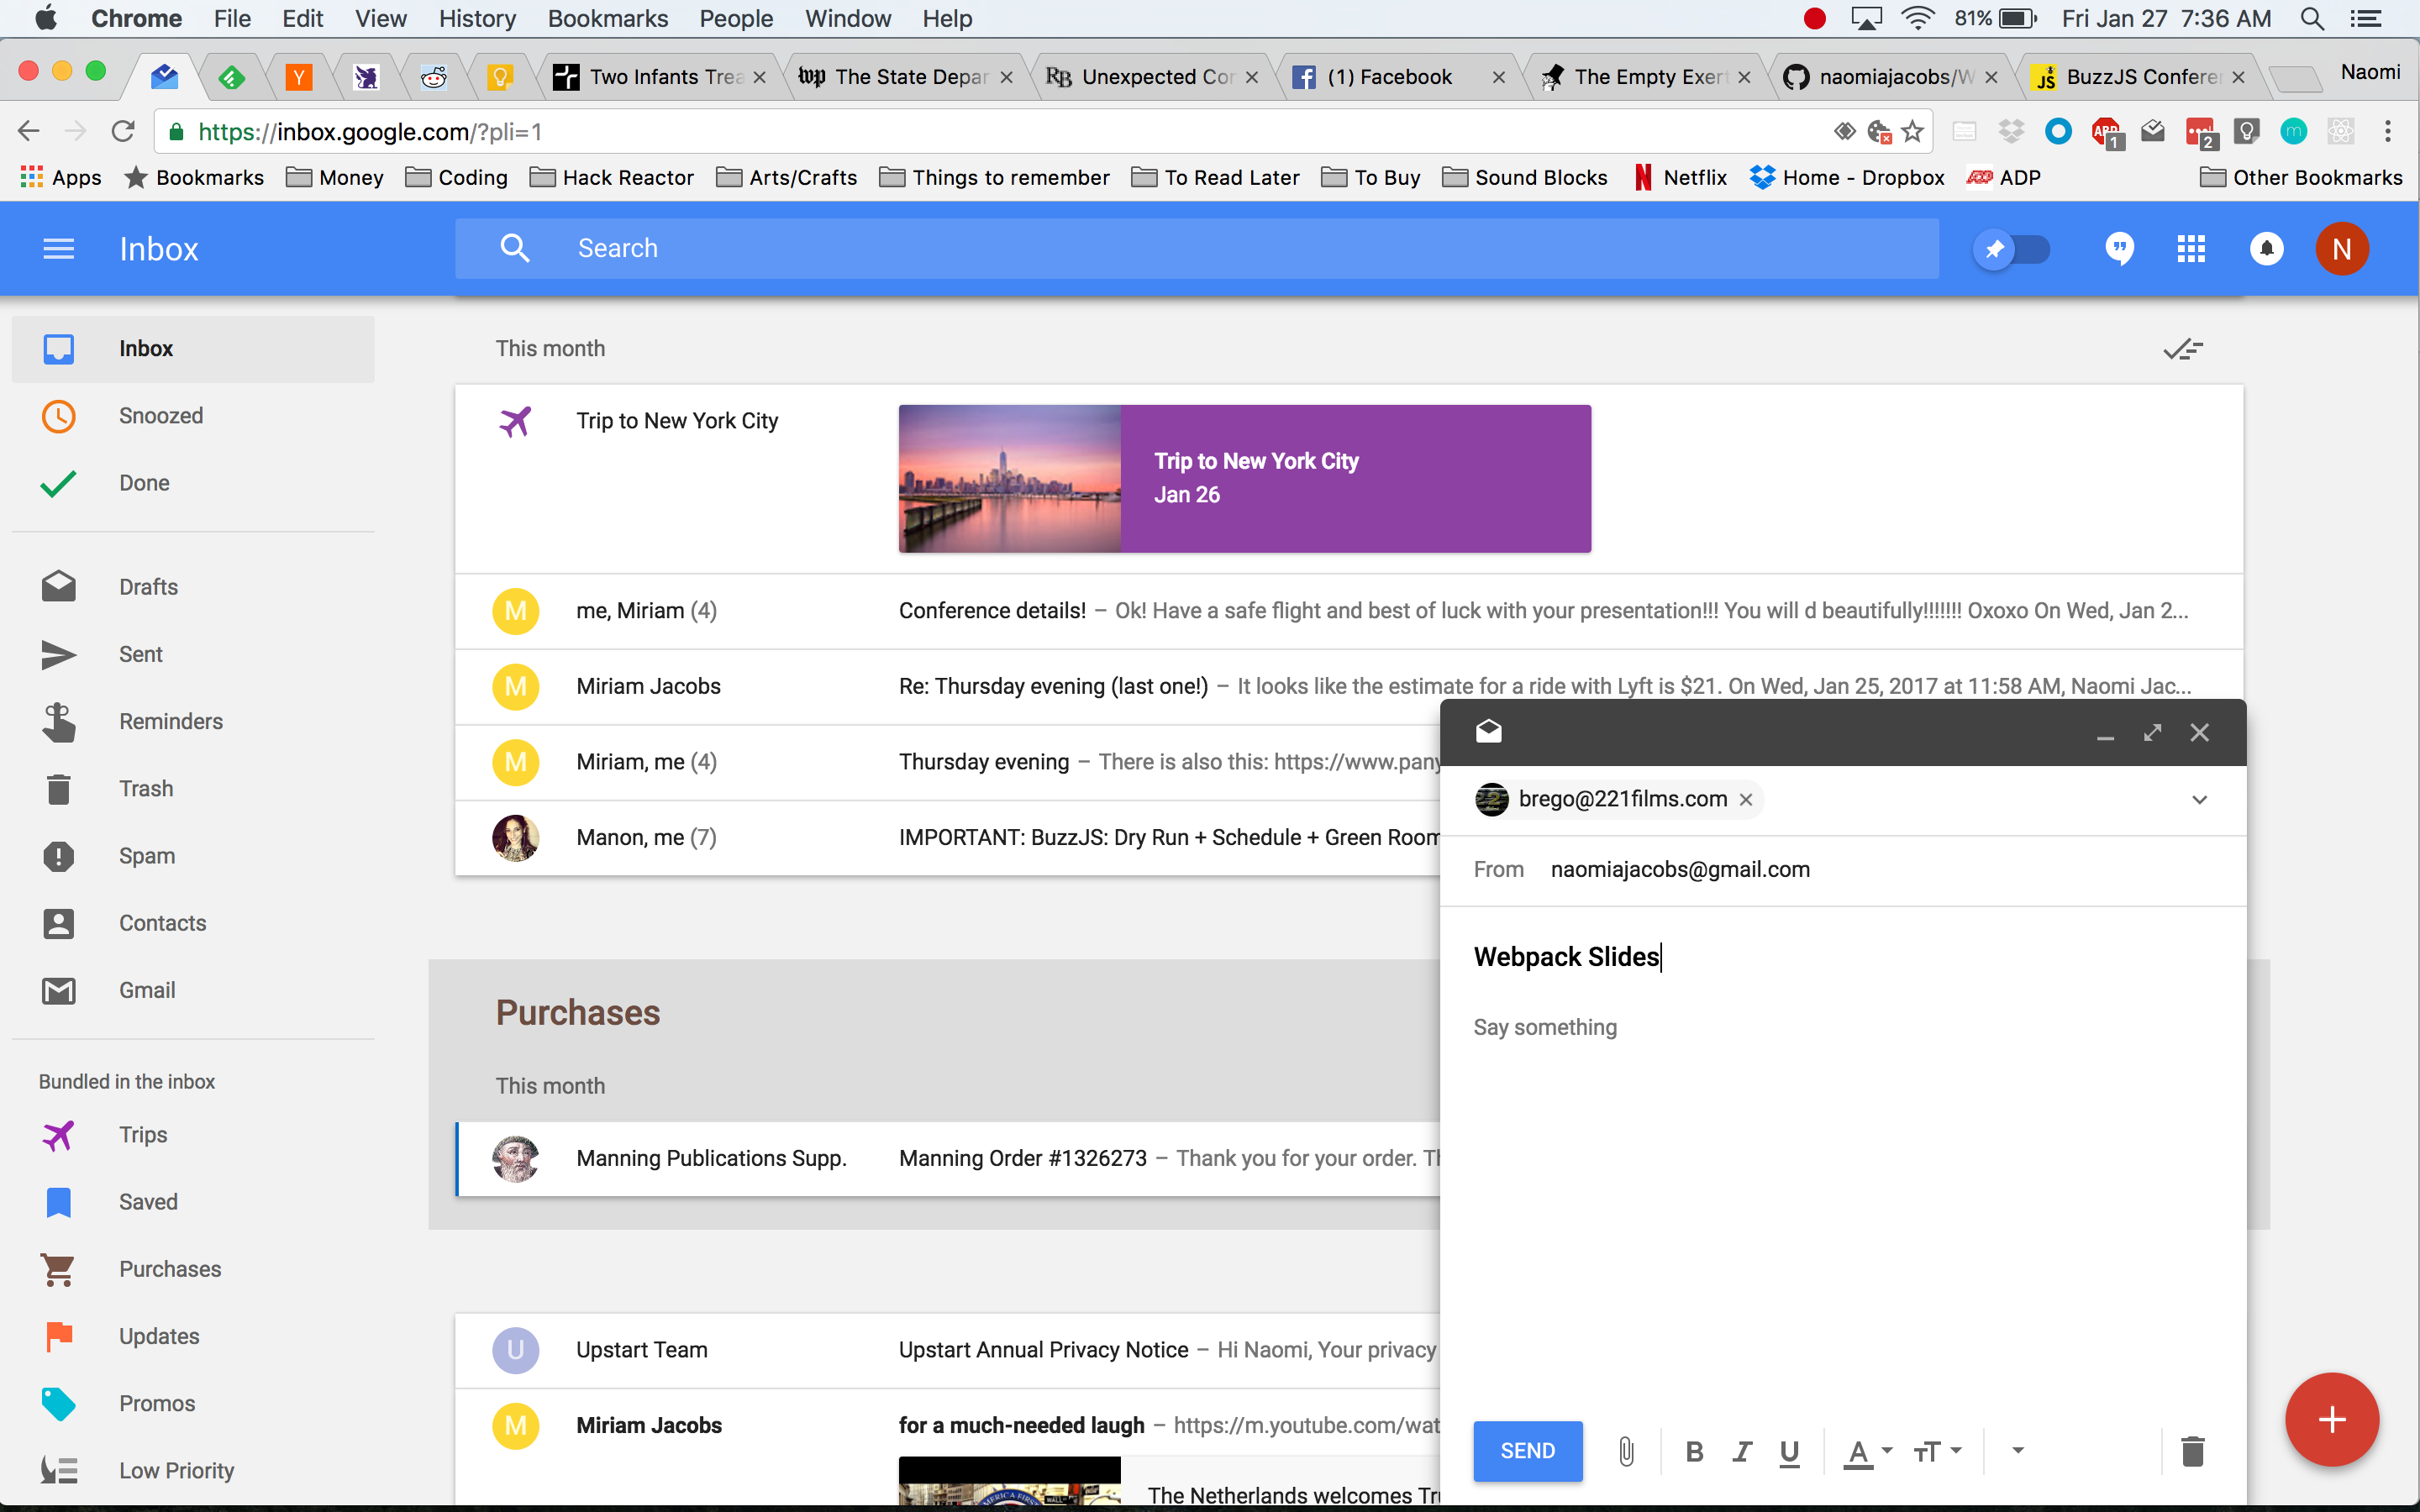 Chrome File Edit View History Bookmarks People Window Help 81% Fri Jan 27 7:36 AM
Two Infants Trea The State Depar Unexpected Cor (1) Facebook The Empty Exert naomiajacobs/W BuzzJS Conferer Naomi
https://inbox.google.com/?pli=1
Apps Bookmarks Money Coding Hack Reactor Arts/Crafts Things to remember To Read Later To Buy Sound Blocks Netflix Home - Dropbox ADP Other Bookmarks
Inbox Search N
Inbox
Snoozed
Done
Drafts
Sent
Reminders
Trash
Spam
Contacts
Gmail
Bundled in the inbox
Trips
Saved
Purchases
Updates
Promos
Low Priority
This month
Trip to New York City
Trip to New York City
Jan 26
M me, Miriam (4) Conference details! – Ok! Have a safe flight and best of luck with your presentation!!! You will d beautifully!!!!!!! Oxoxo On Wed, Jan 2...
M Miriam Jacobs Re: Thursday evening (last one!) – It looks like the estimate for a ride with Lyft is $21. On Wed, Jan 25, 2017 at 11:58 AM, Naomi Jac...
M Miriam, me (4) Thursday evening – There is also this: https://www.pany
Manon, me (7) IMPORTANT: BuzzJS: Dry Run + Schedule + Green Room
Purchases
This month
Manning Publications Supp. Manning Order #1326273 – Thank you for your order. Th
U Upstart Team Upstart Annual Privacy Notice – Hi Naomi, Your privacy
M Miriam Jacobs for a much-needed laugh – https://m.youtube.com/wat
The Netherlands welcomes Tru
brego@221films.com
From naomiajacobs@gmail.com
Webpack Slides
Say something
SEND B I U A TT